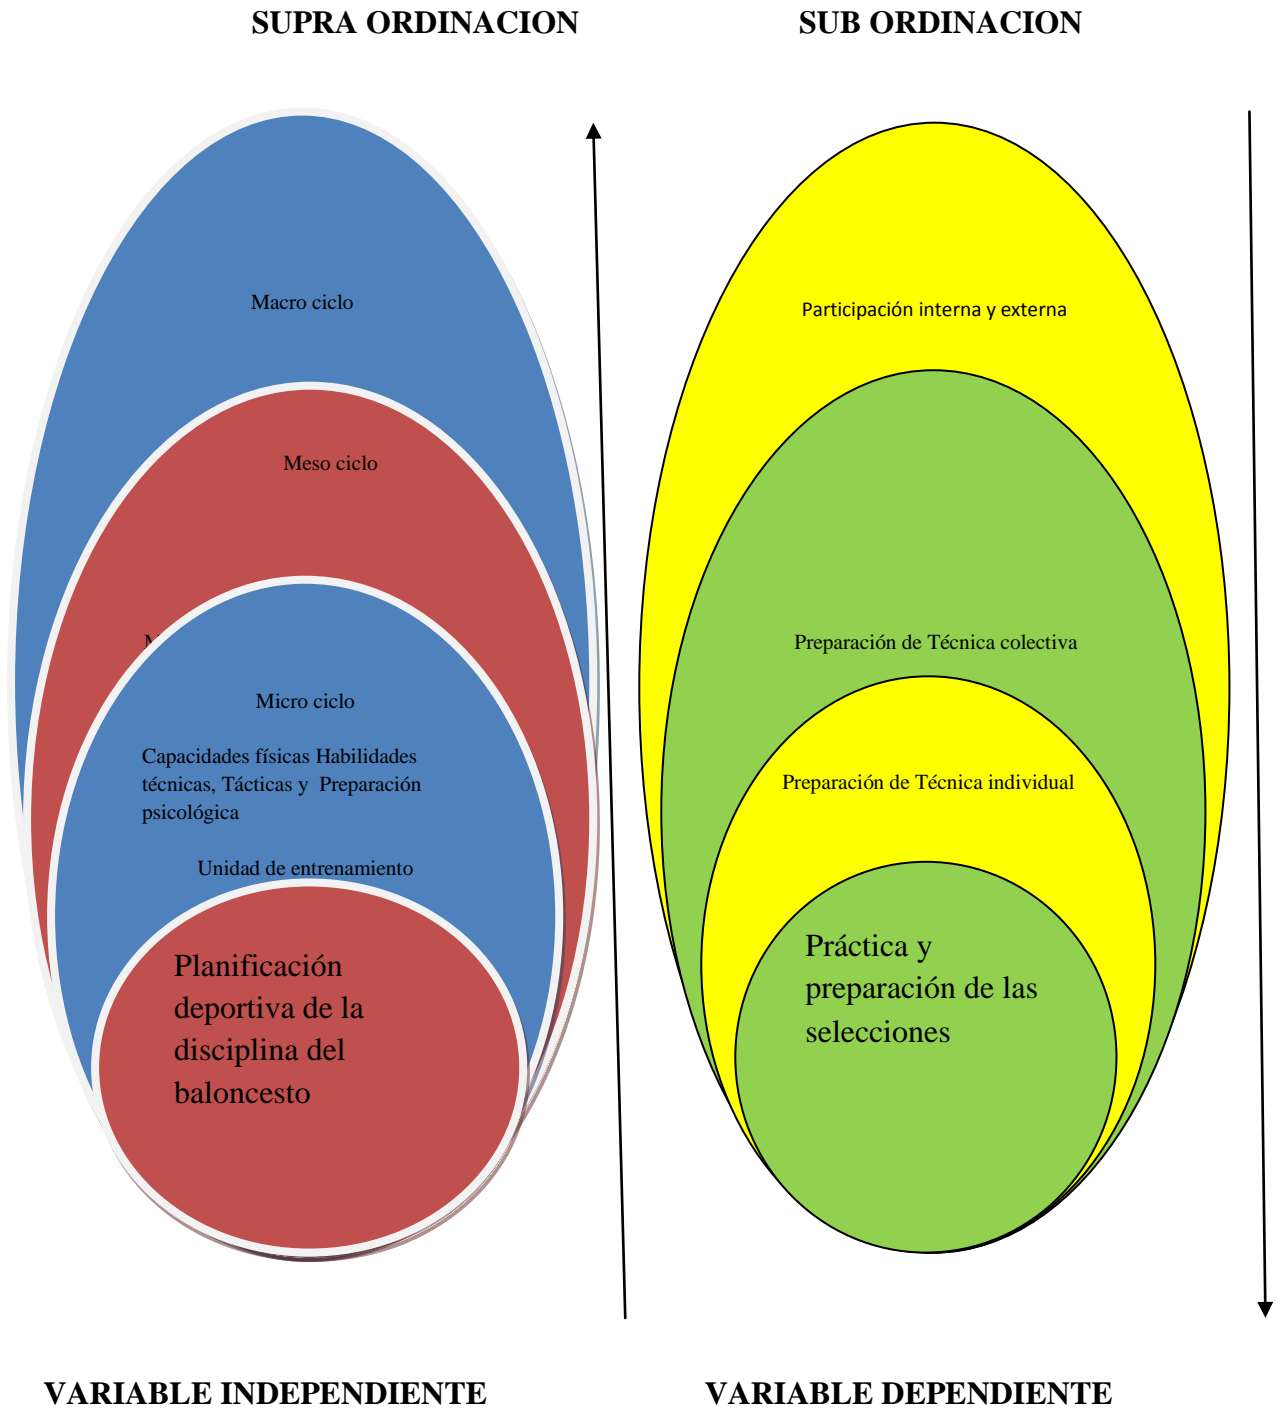 SUPRA ORDINACION
SUB ORDINACION
Macro ciclo
Meso ciclo
Micro ciclo
Capacidades físicas Habilidades
técnicas, Tácticas y Preparación
psicológica
Unidad de entrenamiento
Planificación
deportiva de la
disciplina del
baloncesto
Participación interna y externa
Preparación de Técnica colectiva
Preparación de Técnica individual
Práctica y
preparación de las
selecciones
VARIABLE INDEPENDIENTE
VARIABLE DEPENDIENTE